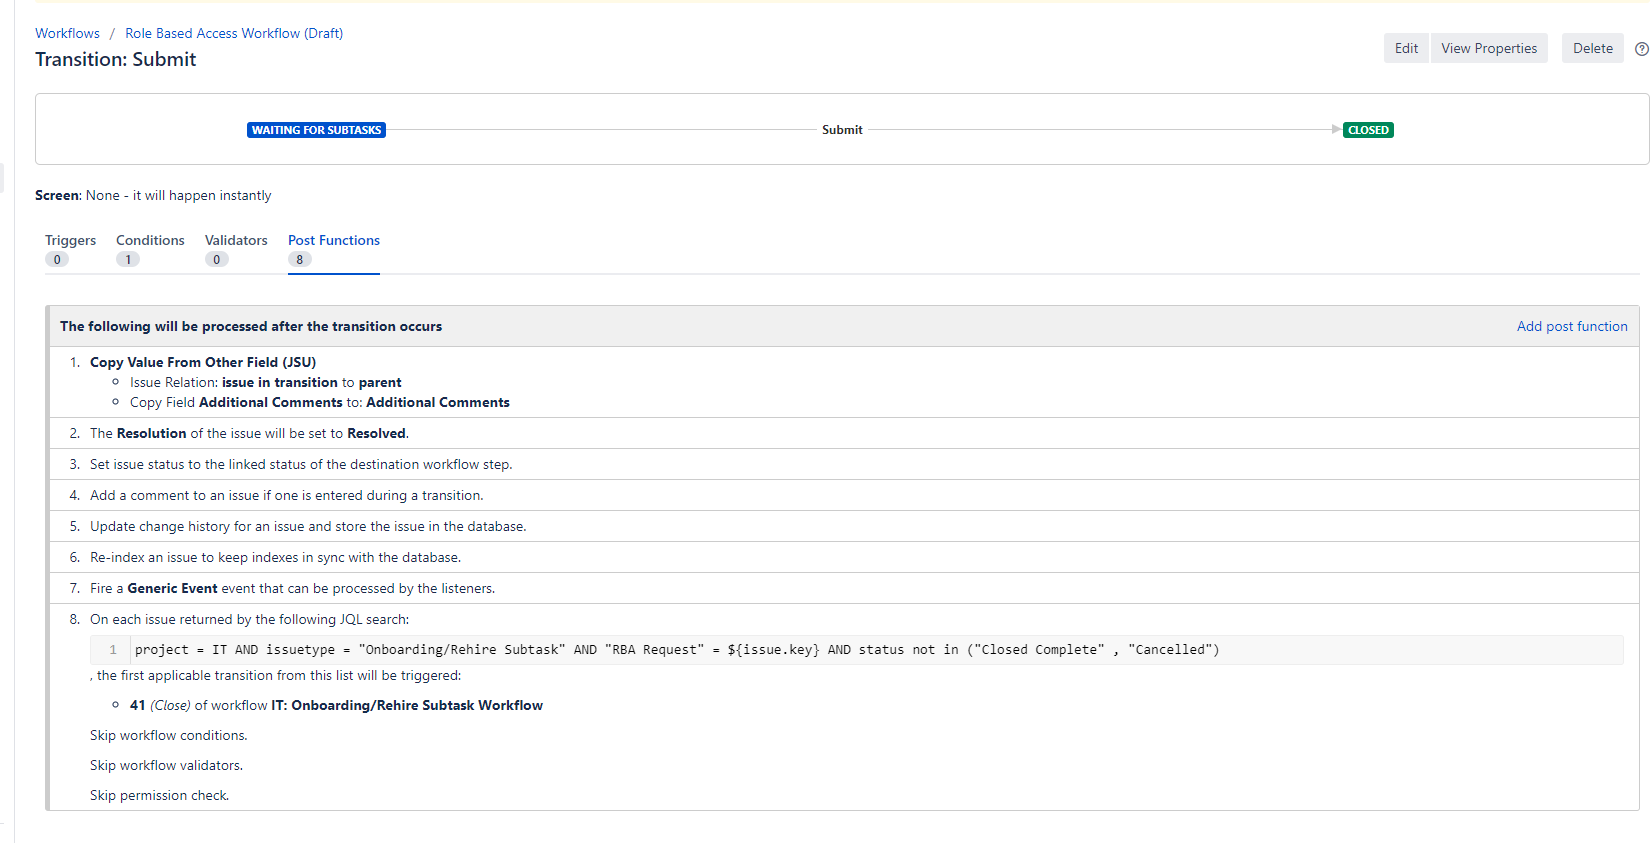 Workflows / Role Based Access Workflow (Draft)
Transition: Submit
Edit View Properties Delete ?
WAITING FOR SUBTASKS Submit CLOSED
Screen: None - it will happen instantly
Triggers Conditions Validators Post Functions
0 1 0 8
The following will be processed after the transition occurs Add post function
1. Copy Value From Other Field (JSU)
Issue Relation: issue in transition to parent
Copy Field Additional Comments to: Additional Comments
2. The Resolution of the issue will be set to Resolved.
3. Set issue status to the linked status of the destination workflow step.
4. Add a comment to an issue if one is entered during a transition.
5. Update change history for an issue and store the issue in the database.
6. Re-index an issue to keep indexes in sync with the database.
7. Fire a Generic Event event that can be processed by the listeners.
8. On each issue returned by the following JQL search:
1 project = IT AND issuetype = "Onboarding/Rehire Subtask" AND "RBA Request" = ${issue.key} AND status not in ("Closed Complete" , "Cancelled")
, the first applicable transition from this list will be triggered:
41 (Close) of workflow IT: Onboarding/Rehire Subtask Workflow
Skip workflow conditions.
Skip workflow validators.
Skip permission check.